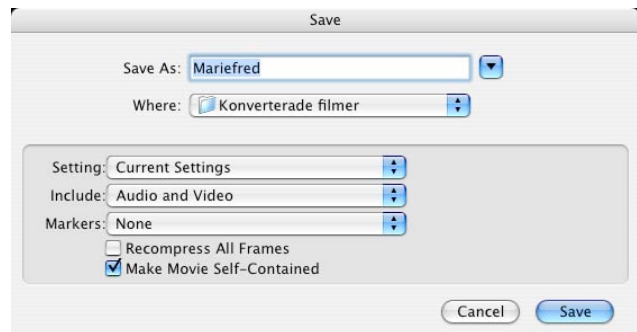 Save
Save As: Mariefred
Where: Konverterade filmer
Setting: Current Settings
Include: Audio and Video
Markers: None
Recompress All Frames
Make Movie Self-Contained
Cancel Save